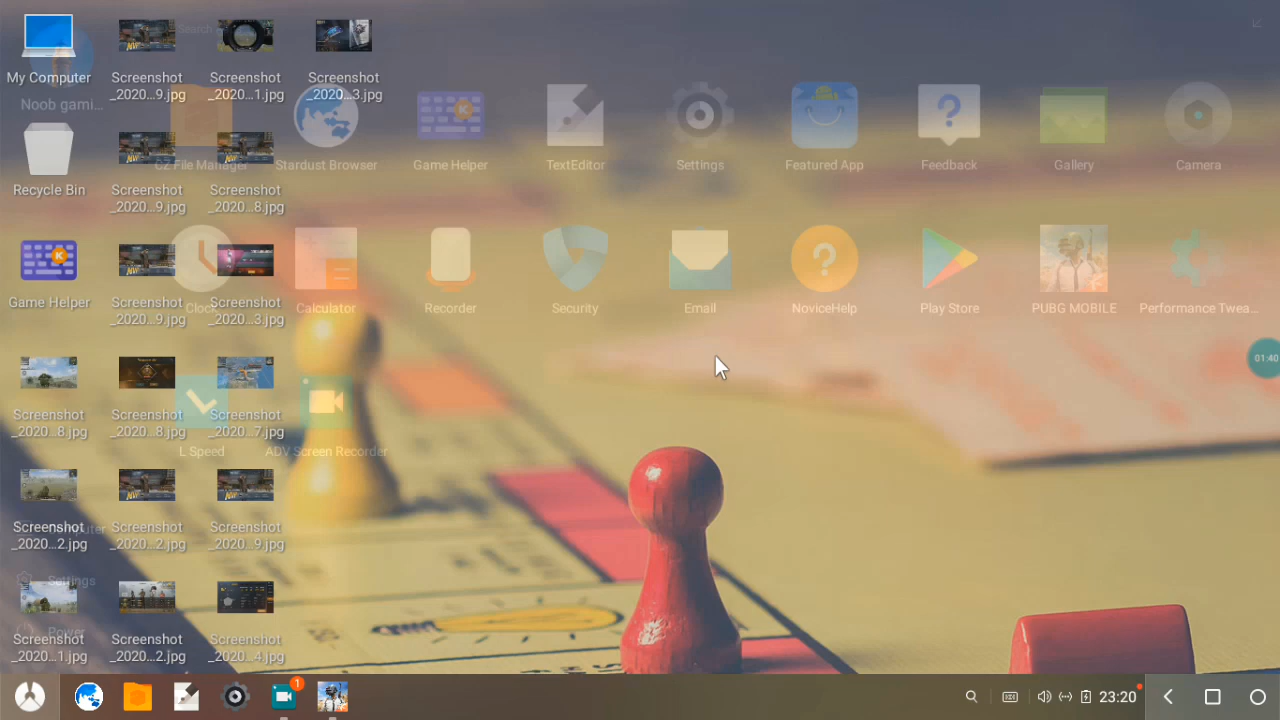 My Computer
Search
Noob gami...
Recycle Bin
Game Helper
Screenshot
_2020...8.jpg
Screenshot
_2020...2.jpg
Screenshot
_2020...1.jpg
Screenshot
_2020...9.jpg
Screenshot
_2020...9.jpg
Screenshot
_2020...9.jpg
Screenshot
_2020...8.jpg
Screenshot
_2020...2.jpg
Screenshot
_2020...2.jpg
Screenshot
_2020...1.jpg
Screenshot
_2020...8.jpg
Screenshot
_2020...3.jpg
Screenshot
_2020...7.jpg
Screenshot
_2020...9.jpg
Screenshot
_2020...4.jpg
Screenshot
_2020...3.jpg
OZ File Manager
Stardust Browser
Game Helper
TextEditor
Settings
Featured App
Feedback
Gallery
Camera
Clock
Calculator
Recorder
Security
Email
NoviceHelp
Play Store
PUBG MOBILE
Performance Twea...
L Speed
ADV Screen Recorder
Computer
Settings
Power
01:40
1
23:20